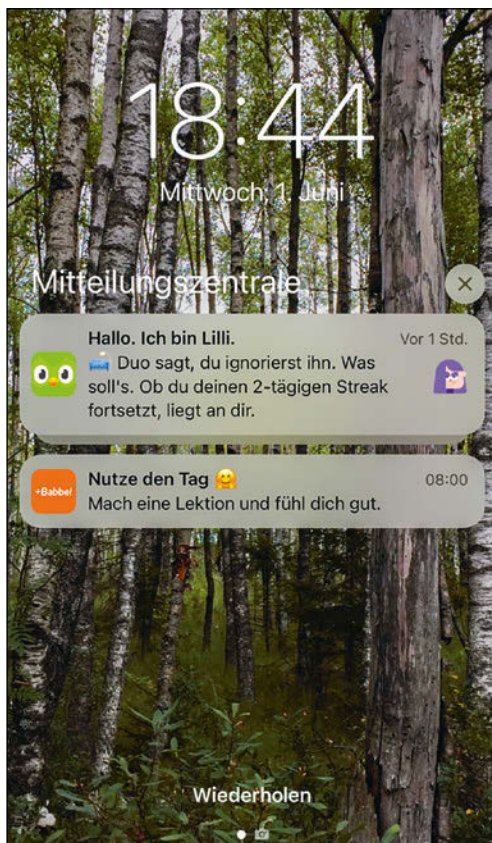 18:44
Mittwoch, 1. Juni
Mitteilungszentrale
Hallo. Ich bin Lilli.
Vor 1 Std.
🛋️ Duo sagt, du ignorierst ihn. Was
soll's. Ob du deinen 2-tägigen Streak
fortsetzt, liegt an dir.
+Babbel
Nutze den Tag 🤗
08:00
Mach eine Lektion und fühl dich gut.
Wiederholen